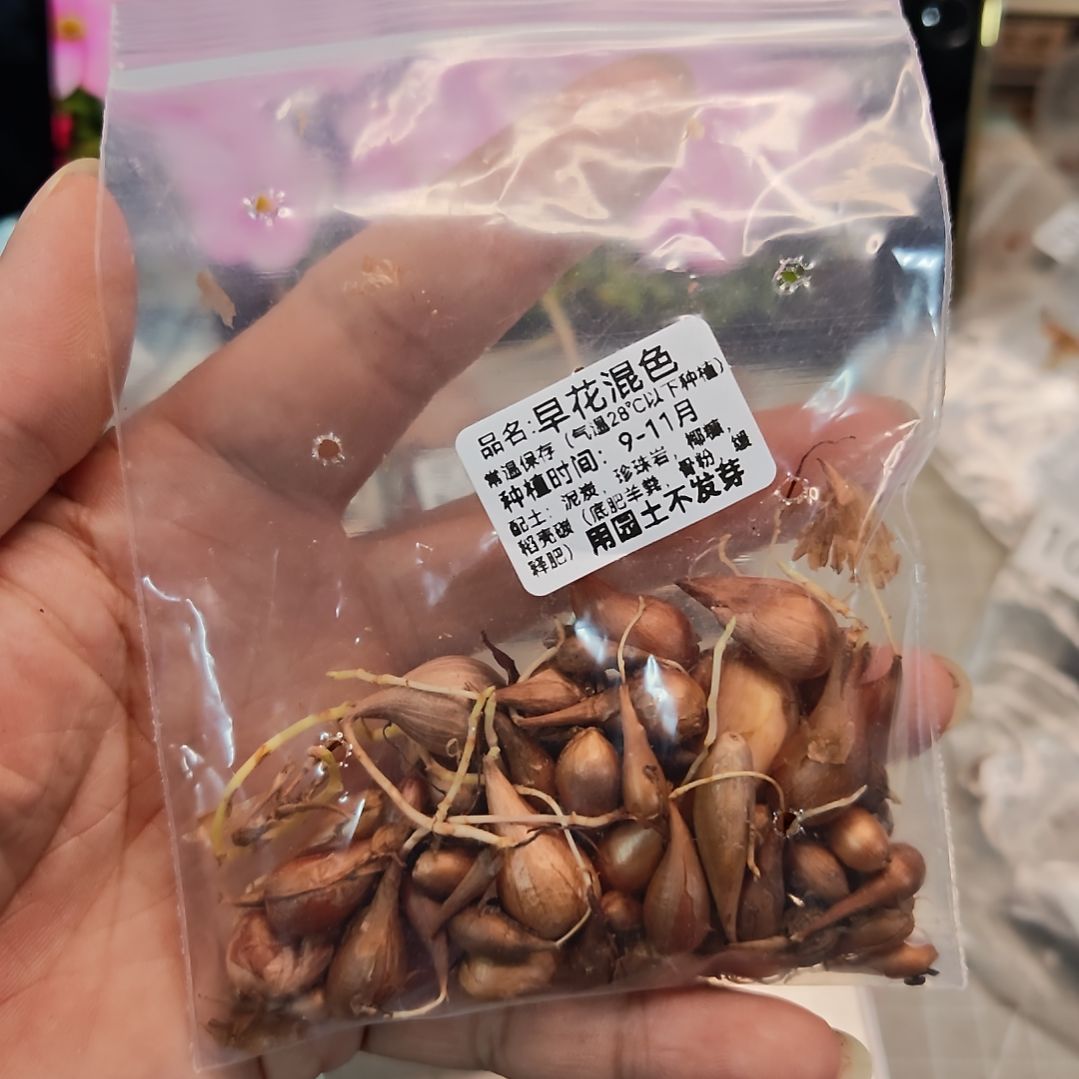 品名:早花混色
常温保存(气温28°C以下种植)
种植时间:9-11月
配土:泥炭,珍珠岩,椰糠,
稻壳碳(底肥羊粪,骨粉,缓
释肥)用园土不发芽